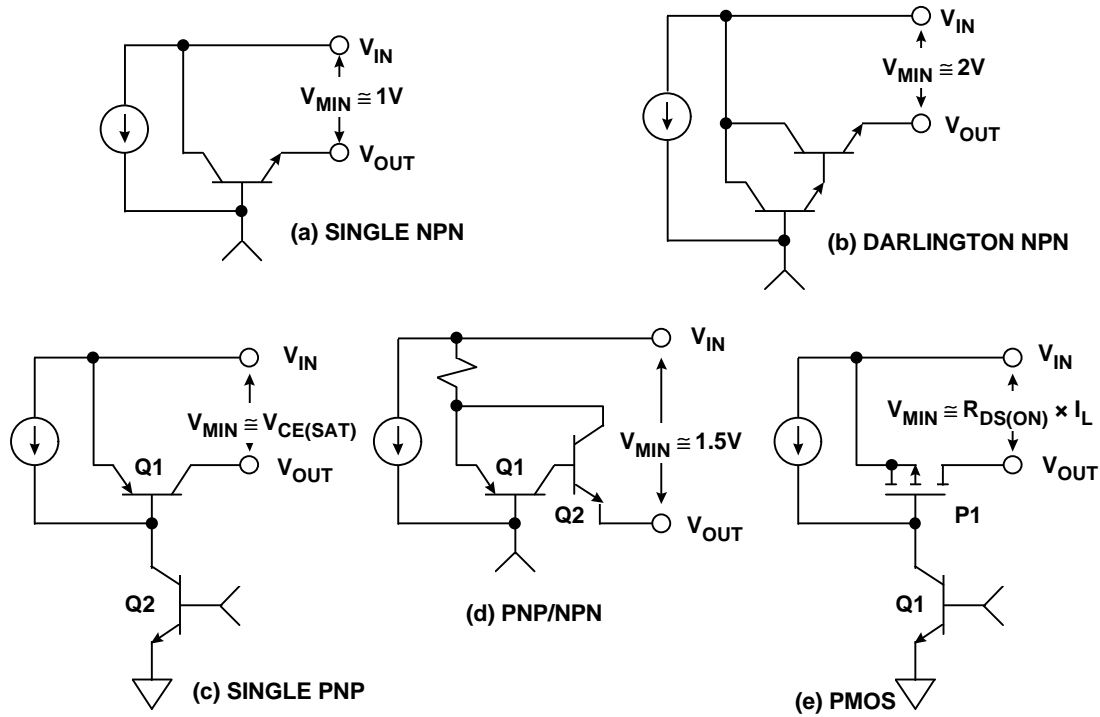 V_IN
V_MIN ≅ 1V
V_OUT
(a) SINGLE NPN
V_IN
V_MIN ≅ 2V
V_OUT
(b) DARLINGTON NPN
V_IN
V_MIN ≅ V_CE(SAT)
Q1
V_OUT
Q2
(c) SINGLE PNP
V_IN
V_MIN ≅ 1.5V
Q1
Q2
V_OUT
(d) PNP/NPN
V_IN
V_MIN ≅ R_DS(ON) × I_L
V_OUT
P1
Q1
(e) PMOS